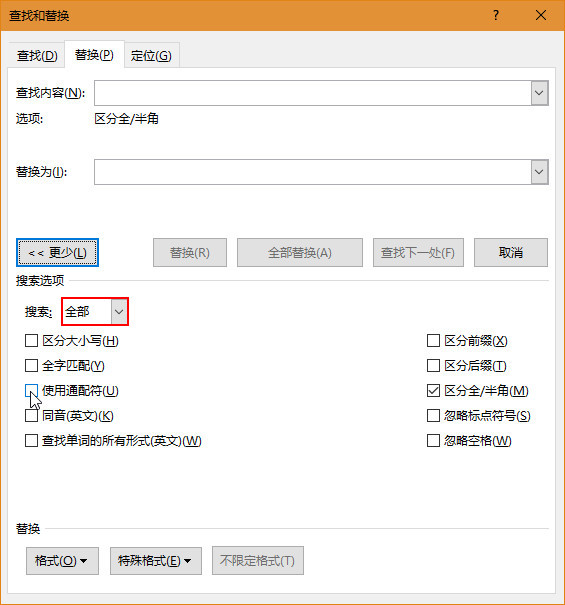 查找和替换
查找(D) 替换(P) 定位(G)
查找内容(N):
选项: 区分全/半角
替换为(I):
<< 更少(L) 替换(R) 全部替换(A) 查找下一处(F) 取消
搜索选项
搜索: 全部
区分大小写(H) 区分前缀(X)
全字匹配(Y) 区分后缀(T)
使用通配符(U) 区分全/半角(M)
同音(英文)(K) 忽略标点符号(S)
查找单词的所有形式(英文)(W) 忽略空格(W)
替换
格式(O) 特殊格式(E) 不限定格式(T)